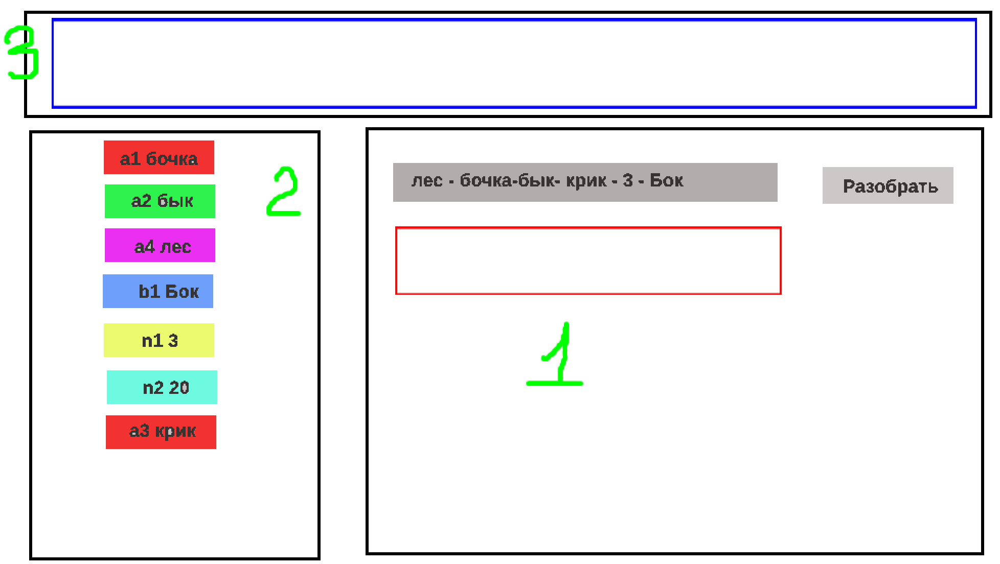 3
a1 бочка
a2 бык
a4 лес
b1 Бок
n1 3
n2 20
a3 крик
2
лес - бочка-бык- крик - 3 - Бок
Разобрать
1